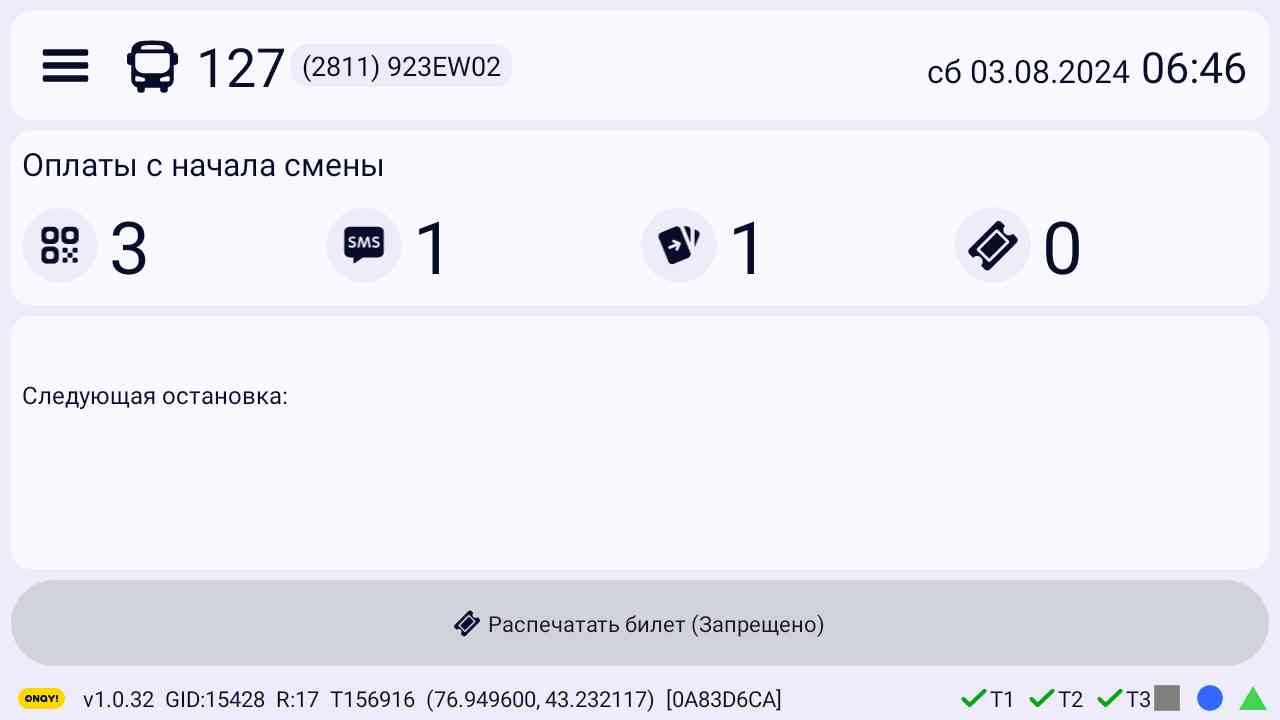 127 (2811) 923EW02 сб 03.08.2024 06:46
Оплаты с начала смены
3 SMS 1 1 0
Следующая остановка:
Распечатать билет (Запрещено)
ONAY! v1.0.32 GID:15428 R:17 T156916 (76.949600, 43.232117) [0A83D6CA] T1 T2 T3